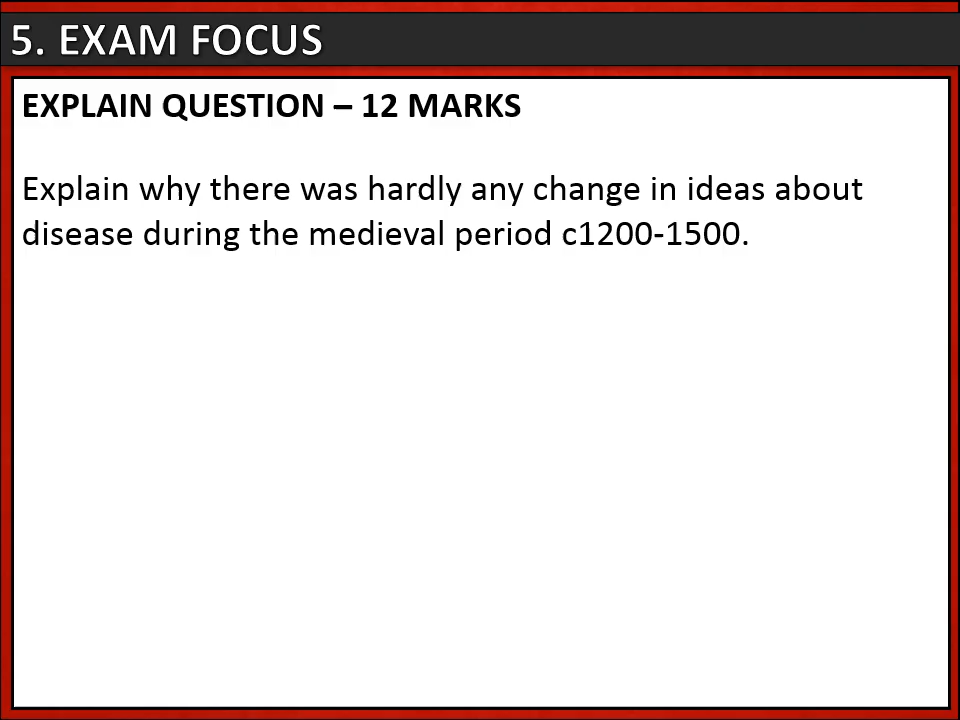 5. EXAM FOCUS
EXPLAIN QUESTION – 12 MARKS
Explain why there was hardly any change in ideas about
disease during the medieval period c1200-1500.